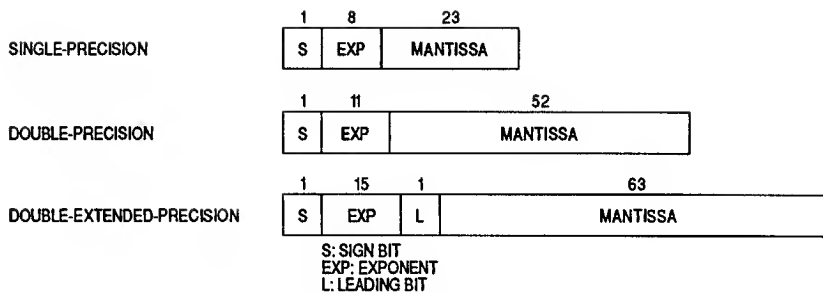 1 8 23
SINGLE-PRECISION S EXP MANTISSA
1 11 52
DOUBLE-PRECISION S EXP MANTISSA
1 15 1 63
DOUBLE-EXTENDED-PRECISION S EXP L MANTISSA
S: SIGN BIT
EXP: EXPONENT
L: LEADING BIT